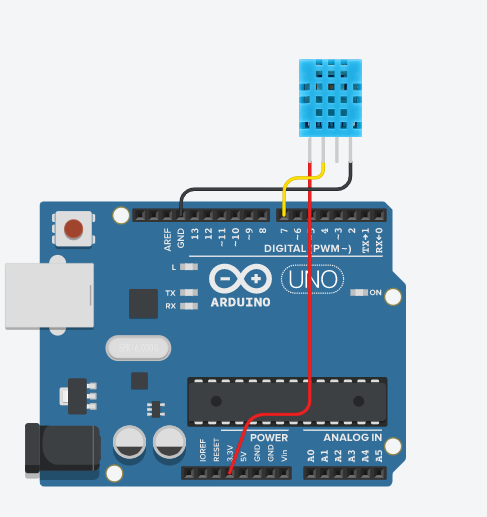 AREF
GND
13
12
~11
~10
~9
8
7
~6
~5
4
~3
2
TX→1
RX←0
DIGITAL (PWM~)
L
TX
RX
ARDUINO
UNO
ON
IOREF
RESET
3.3V
5V
GND
GND
Vin
POWER
ANALOG IN
A0
A1
A2
A3
A4
A5